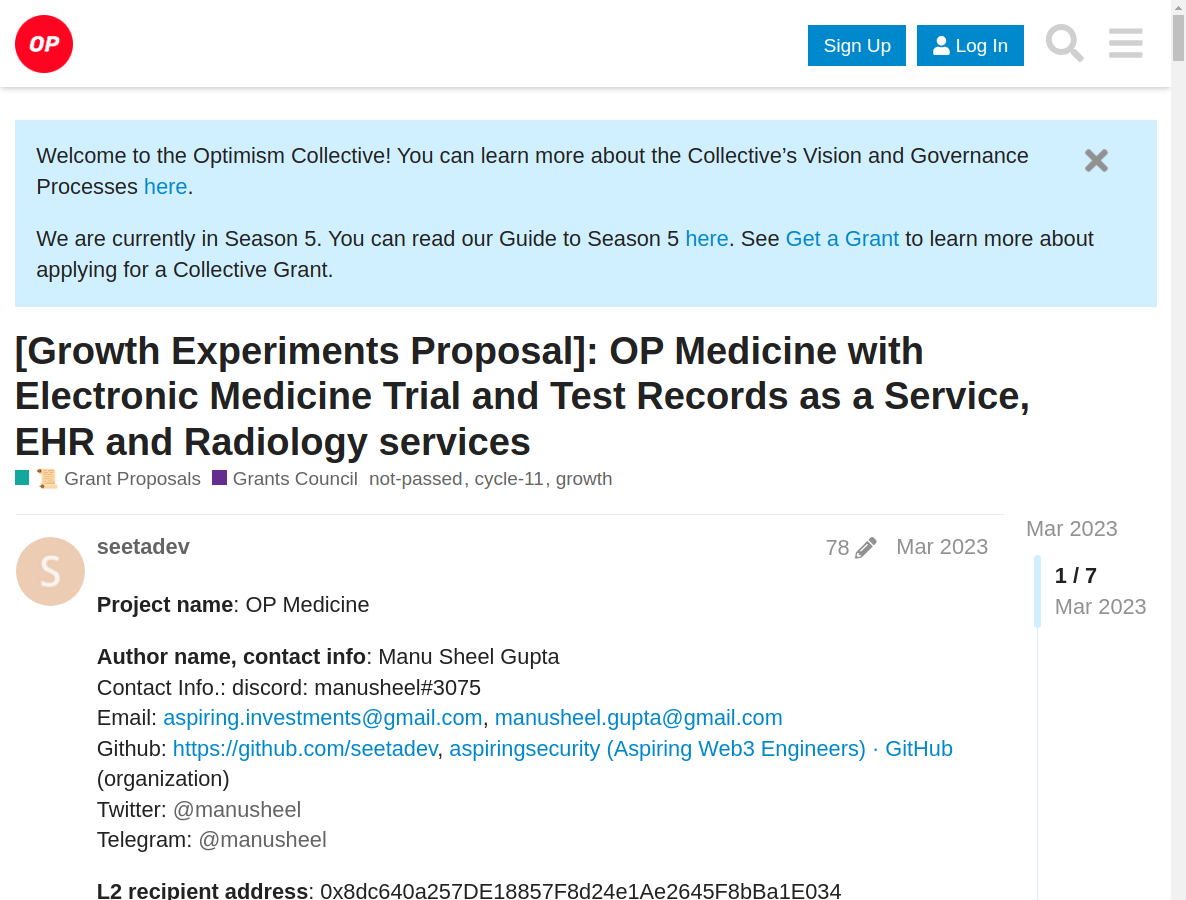 OP
Sign Up
Log In
Welcome to the Optimism Collective! You can learn more about the Collective’s Vision and Governance
Processes here.
We are currently in Season 5. You can read our Guide to Season 5 here. See Get a Grant to learn more about
applying for a Collective Grant.
[Growth Experiments Proposal]: OP Medicine with
Electronic Medicine Trial and Test Records as a Service,
EHR and Radiology services
Grant Proposals Grants Council not-passed, cycle-11, growth
S
seetadev
78
Mar 2023
Mar 2023
1 / 7
Mar 2023
Project name: OP Medicine
Author name, contact info: Manu Sheel Gupta
Contact Info.: discord: manusheel#3075
Email: aspiring.investments@gmail.com, manusheel.gupta@gmail.com
Github: https://github.com/seetadev, aspiringsecurity (Aspiring Web3 Engineers) · GitHub
(organization)
Twitter: @manusheel
Telegram: @manusheel
L2 recipient address: 0x8dc640a257DE18857F8d24e1Ae2645F8bBa1E034